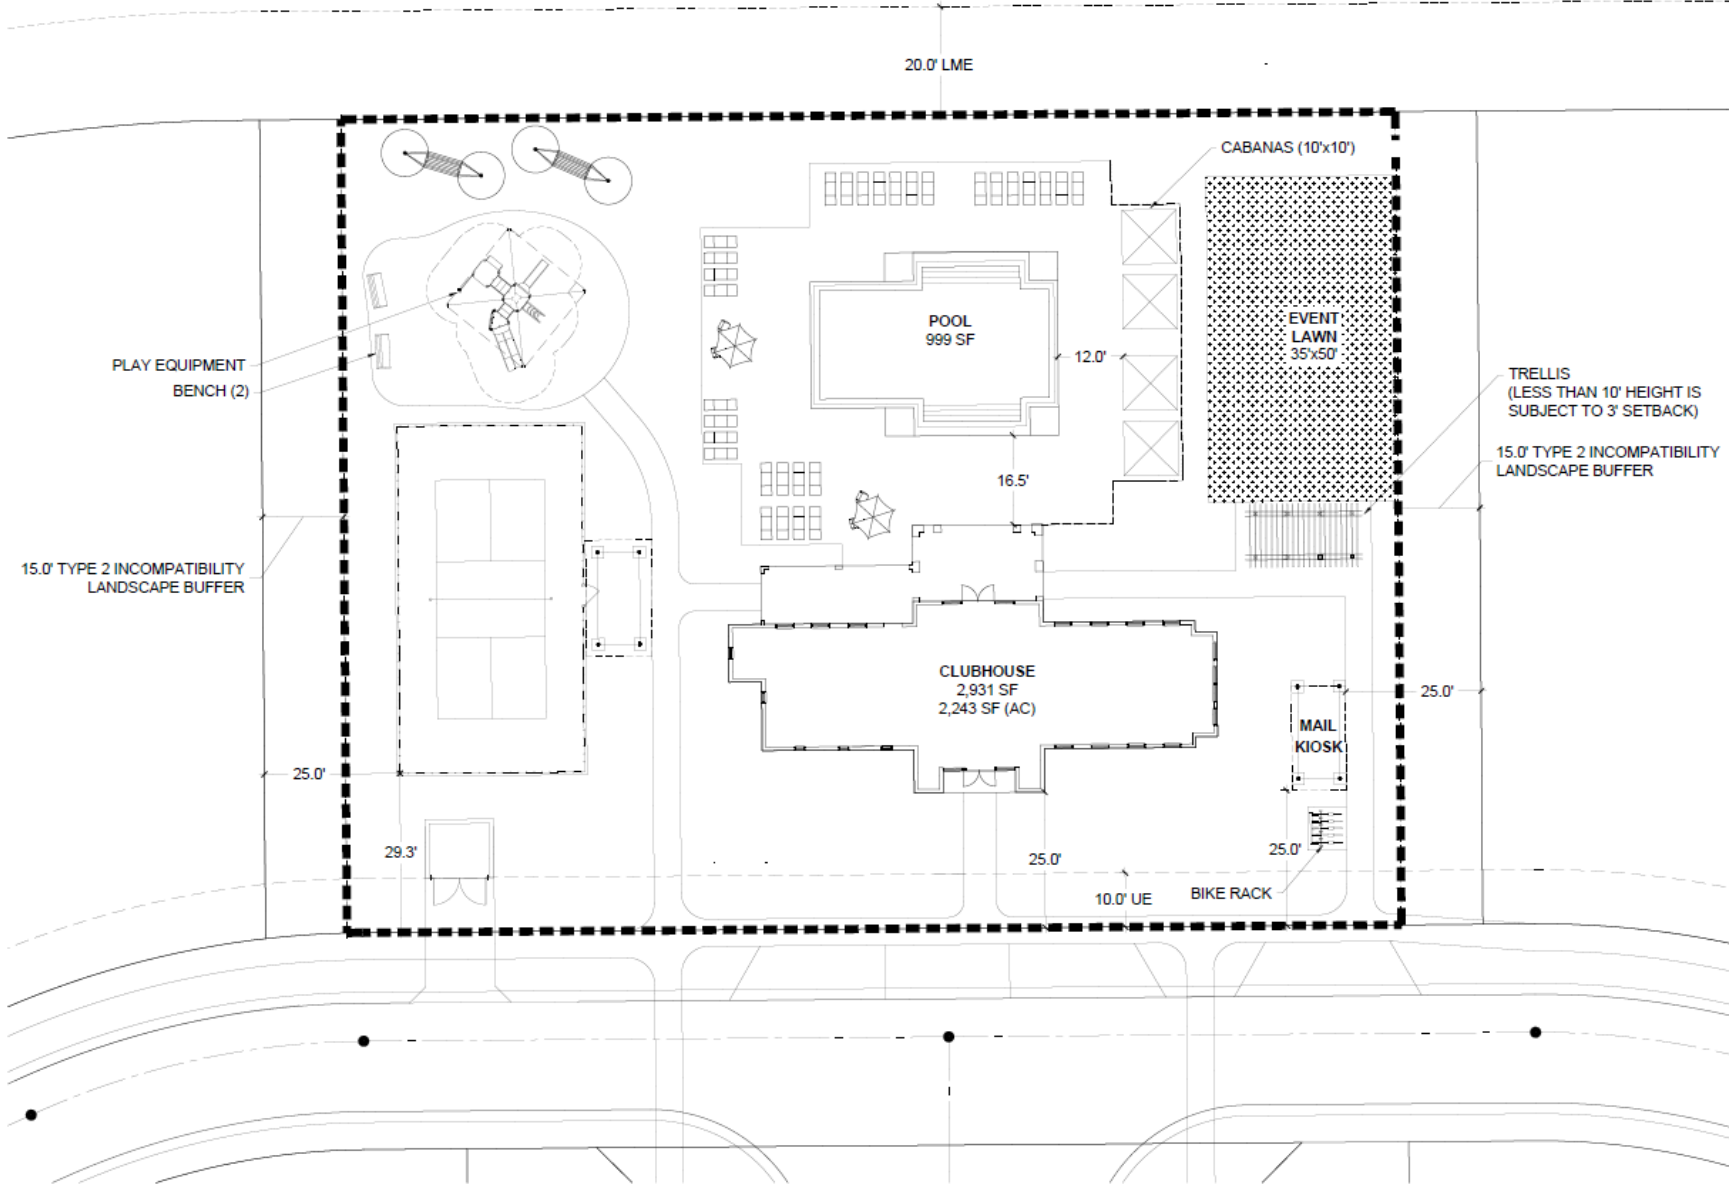 20.0' LME
CABANAS (10'x10')
POOL
999 SF
12.0'
EVENT
LAWN
35'x50'
PLAY EQUIPMENT
BENCH (2)
TRELLIS
(LESS THAN 10' HEIGHT IS
SUBJECT TO 3' SETBACK)
15.0' TYPE 2 INCOMPATIBILITY
LANDSCAPE BUFFER
16.5'
15.0' TYPE 2 INCOMPATIBILITY
LANDSCAPE BUFFER
CLUBHOUSE
2,931 SF
2,243 SF (AC)
25.0'
MAIL
KIOSK
25.0'
29.3'
25.0'
25.0'
10.0' UE
BIKE RACK